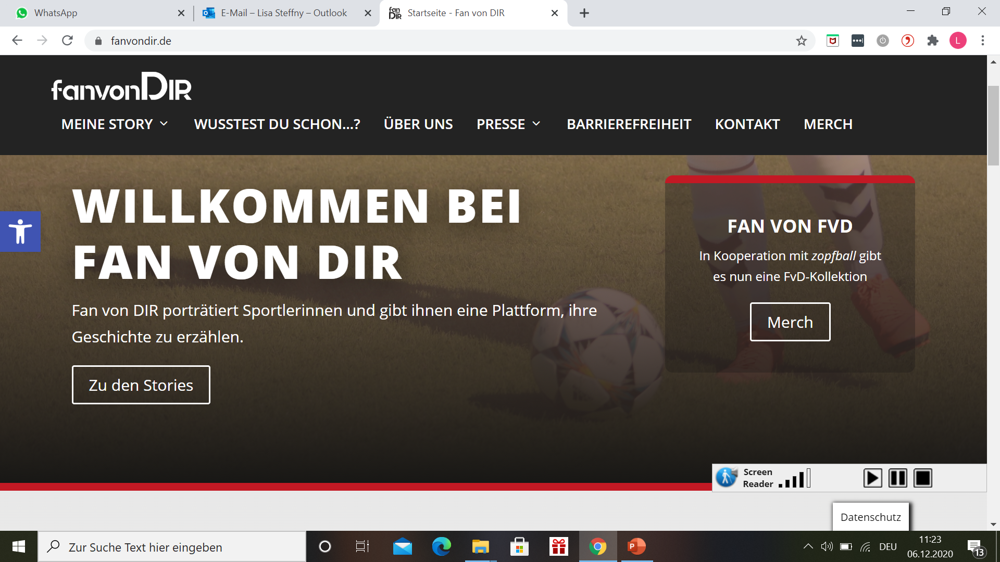 WhatsApp
E-Mail – Lisa Steffny – Outlook
fan von DIR
Startseite - Fan von DIR
fanvondir.de
L
fanvonDIR
MEINE STORY
WUSSTEST DU SCHON...?
ÜBER UNS
PRESSE
BARRIEREFREIHEIT
KONTAKT
MERCH
WILLKOMMEN BEI
FAN VON DIR
Fan von DIR porträtiert Sportlerinnen und gibt ihnen eine Plattform, ihre
Geschichte zu erzählen.
Zu den Stories
FAN VON FVD
In Kooperation mit zopfball gibt
es nun eine FvD-Kollektion
Merch
Screen
Reader
Datenschutz
Zur Suche Text hier eingeben
P
DEU
11:23
06.12.2020
13